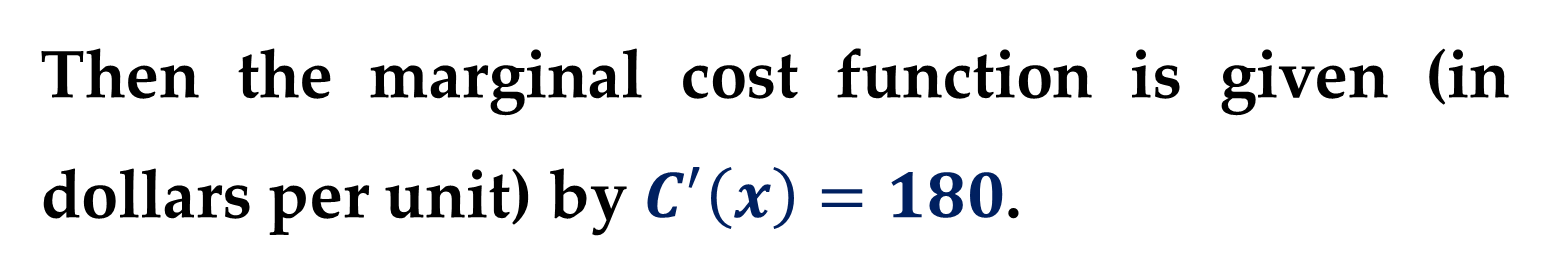 Then the marginal cost function is given (in
dollars per unit) by C′(x) = 180.